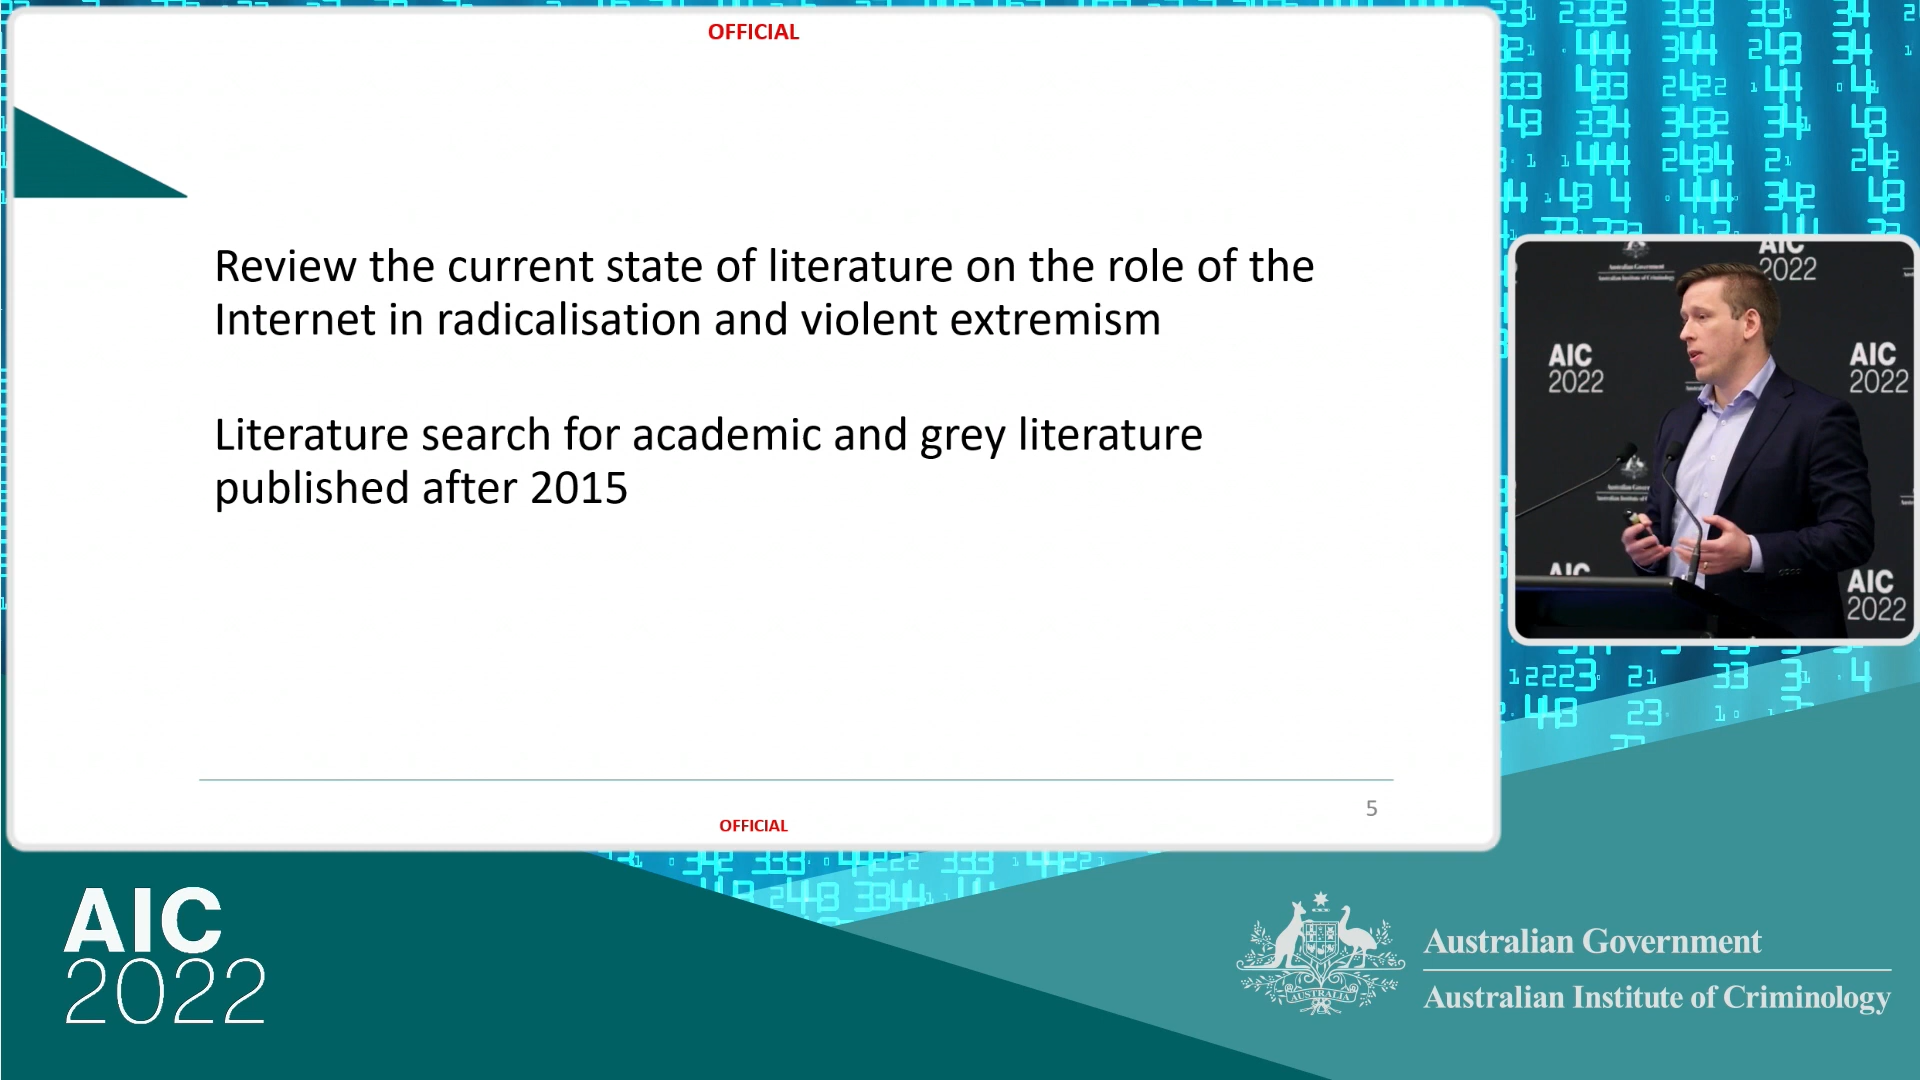 OFFICIAL
Review the current state of literature on the role of the
Internet in radicalisation and violent extremism
Literature search for academic and grey literature
published after 2015
5
OFFICIAL
AIC
2022
AIC
2022
AIC
2022
AIC
2022
AIC
AIC
2022
AUSTRALIA
Australian Government
Australian Institute of Criminology